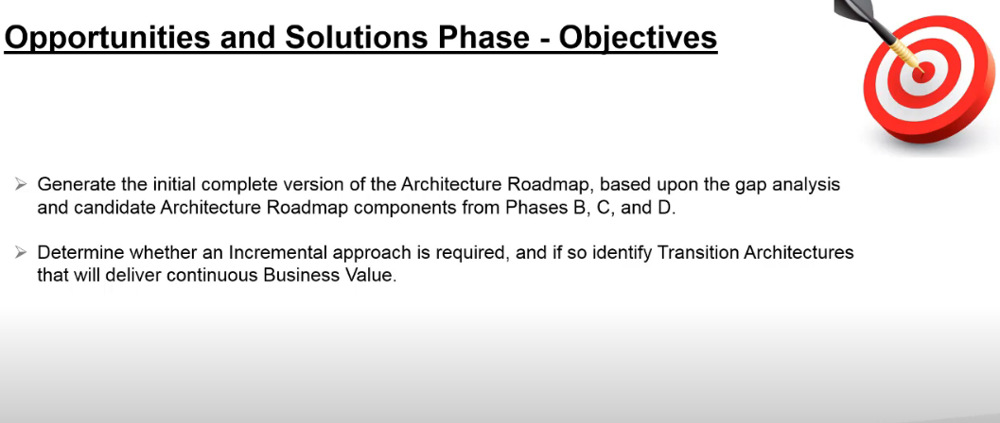 Opportunities and Solutions Phase - Objectives
Generate the initial complete version of the Architecture Roadmap, based upon the gap analysis
and candidate Architecture Roadmap components from Phases B, C, and D.
Determine whether an Incremental approach is required, and if so identify Transition Architectures
that will deliver continuous Business Value.